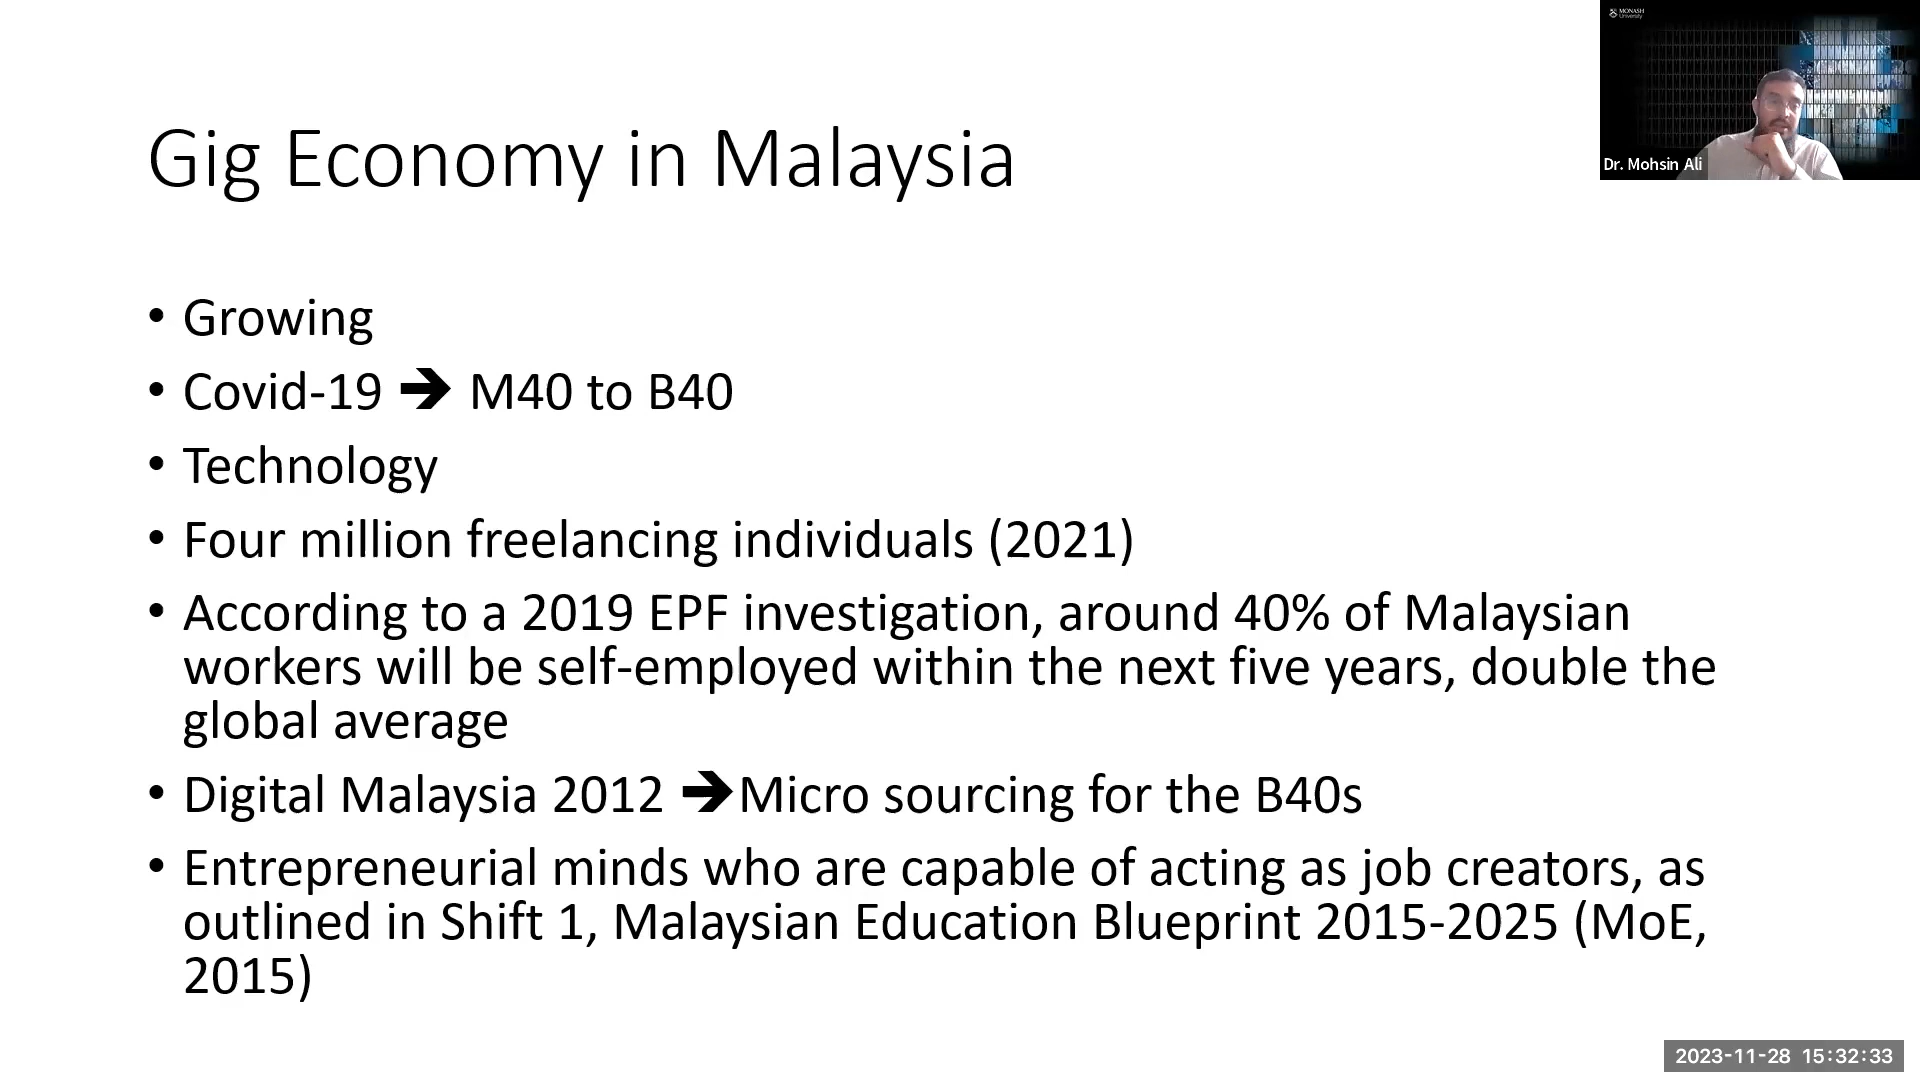 MONASH
University
Dr. Mohsin Ali
Gig Economy in Malaysia
• Growing
• Covid-19 ➔ M40 to B40
• Technology
• Four million freelancing individuals (2021)
• According to a 2019 EPF investigation, around 40% of Malaysian
workers will be self-employed within the next five years, double the
global average
• Digital Malaysia 2012 ➔Micro sourcing for the B40s
• Entrepreneurial minds who are capable of acting as job creators, as
outlined in Shift 1, Malaysian Education Blueprint 2015-2025 (MoE,
2015)
2023-11-28 15:32:33